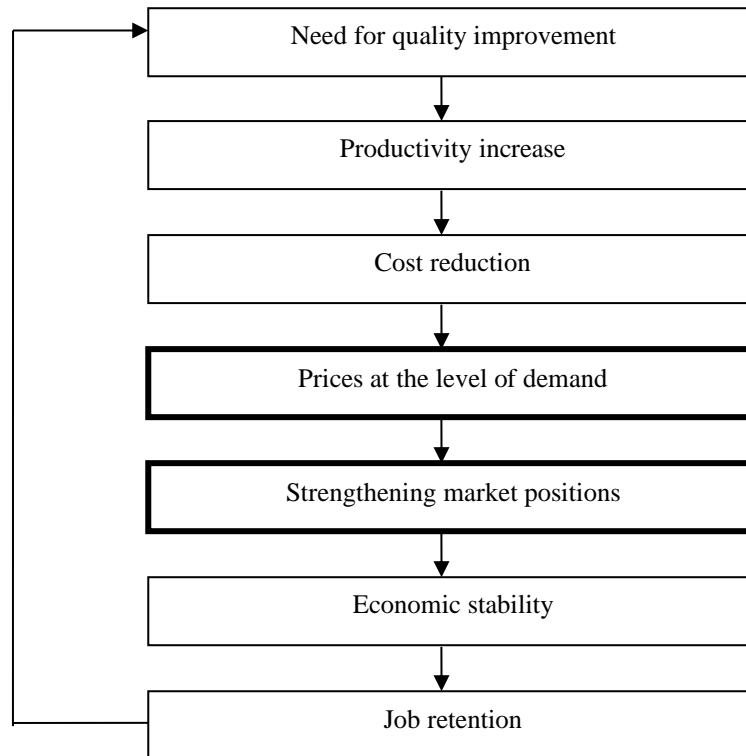 Need for quality improvement
Productivity increase
Cost reduction
Prices at the level of demand
Strengthening market positions
Economic stability
Job retention